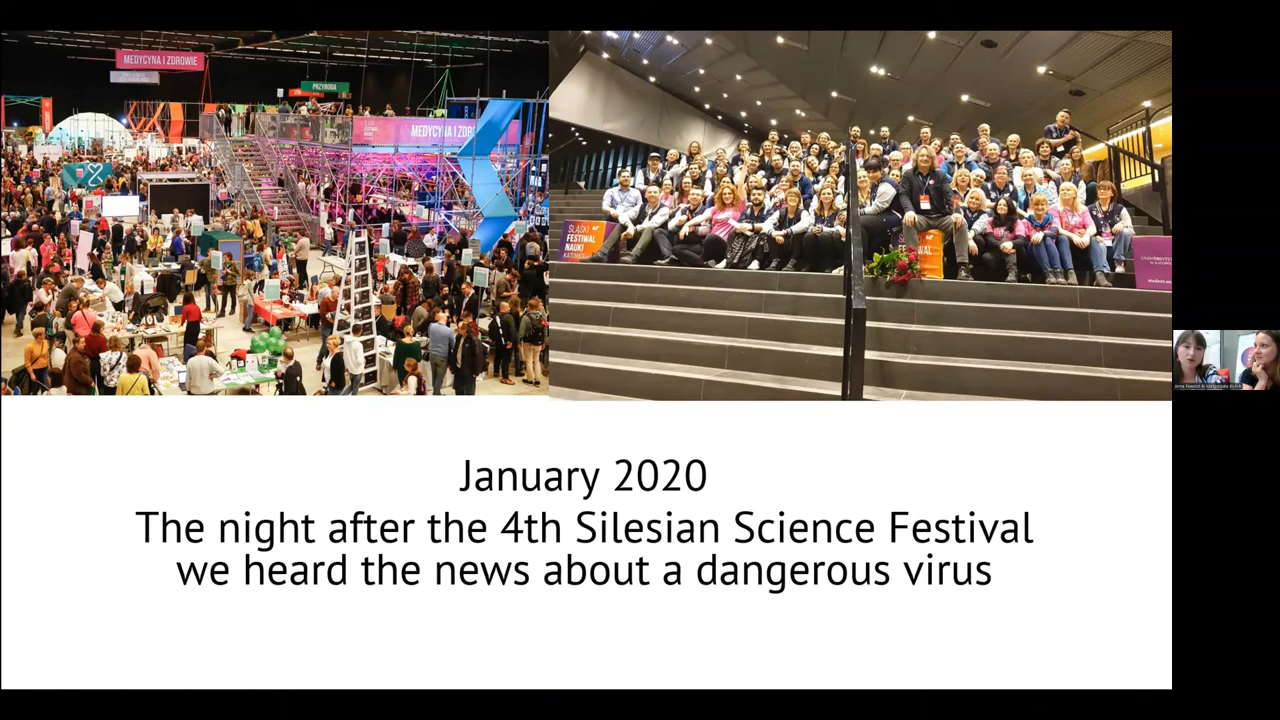 MEDYCYNA I ZDROWIE
PRZYRODA
MEDYCYNA I ZDRO
ŚLĄSKI
FESTIWAL
NAUKI
KATOWICE
January 2020
The night after the 4th Silesian Science Festival
we heard the news about a dangerous virus